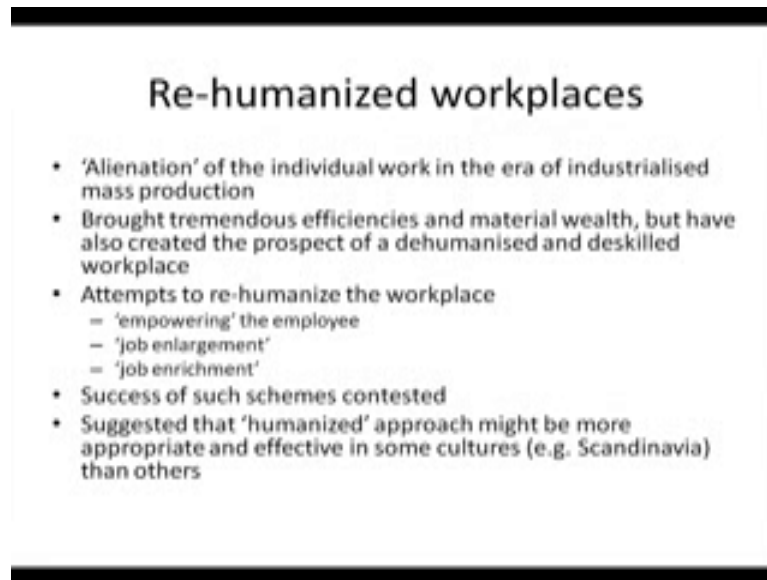 Re-humanized workplaces
• 'Alienation' of the individual work in the era of industrialised
mass production
• Brought tremendous efficiencies and material wealth, but have
also created the prospect of a dehumanised and deskilled
workplace
• Attempts to re-humanize the workplace
– 'empowering' the employee
– 'job enlargement'
– 'job enrichment'
• Success of such schemes contested
• Suggested that 'humanized' approach might be more
appropriate and effective in some cultures (e.g. Scandinavia)
than others